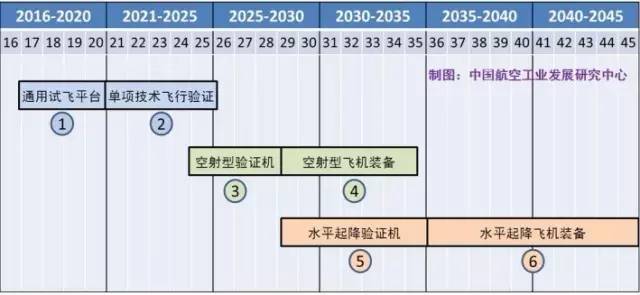 2016-2020 2021-2025 2025-2030 2030-2035 2035-2040 2040-2045
16 17 18 19 20 21 22 23 24 25 26 27 28 29 30 31 32 33 34 35 36 37 38 39 40 41 42 43 44 45
制图：中国航空工业发展研究中心
通用试飞平台 单项技术飞行验证
① ②
空射型验证机 空射型飞机装备
③ ④
水平起降验证机 水平起降飞机装备
⑤ ⑥